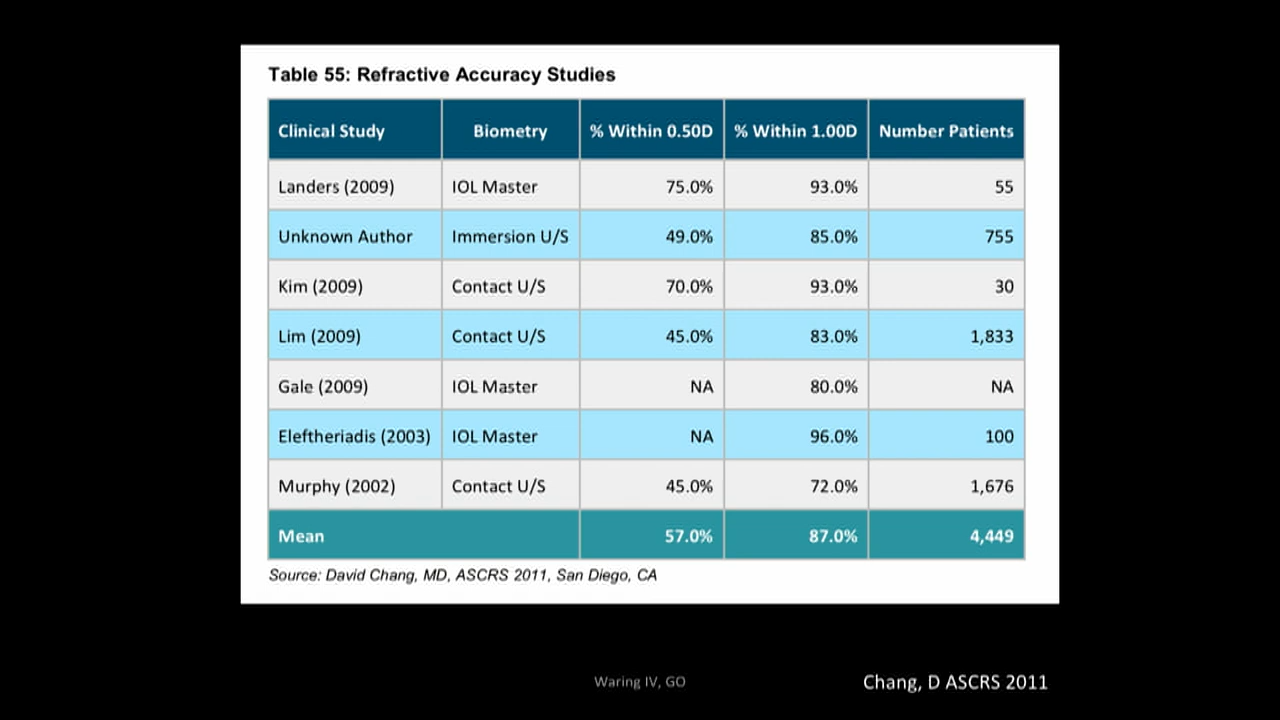 Table 55: Refractive Accuracy Studies
Clinical Study Biometry % Within 0.50D % Within 1.00D Number Patients
Landers (2009) IOL Master 75.0% 93.0% 55
Unknown Author Immersion U/S 49.0% 85.0% 755
Kim (2009) Contact U/S 70.0% 93.0% 30
Lim (2009) Contact U/S 45.0% 83.0% 1,833
Gale (2009) IOL Master NA 80.0% NA
Eleftheriadis (2003) IOL Master NA 96.0% 100
Murphy (2002) Contact U/S 45.0% 72.0% 1,676
Mean 57.0% 87.0% 4,449
Source: David Chang, MD, ASCRS 2011, San Diego, CA
Waring IV, GO
Chang, D ASCRS 2011